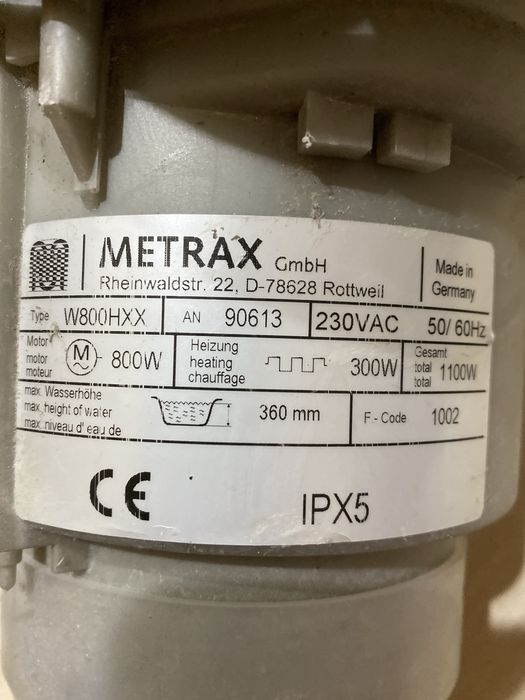 METRAX GmbH
Rheinwaldstr. 22, D-78628 Rottweil
Made in
Germany
Type W800HXX AN 90613 230VAC 50/60Hz
Motor
motor
moteur
M 800W
Heizung
heating
chauffage
300W
Gesamt
total
total
1100W
max. Wasserhöhe
max. height of water
max. niveau d'eau de
360 mm
F - Code 1002
CE IPX5